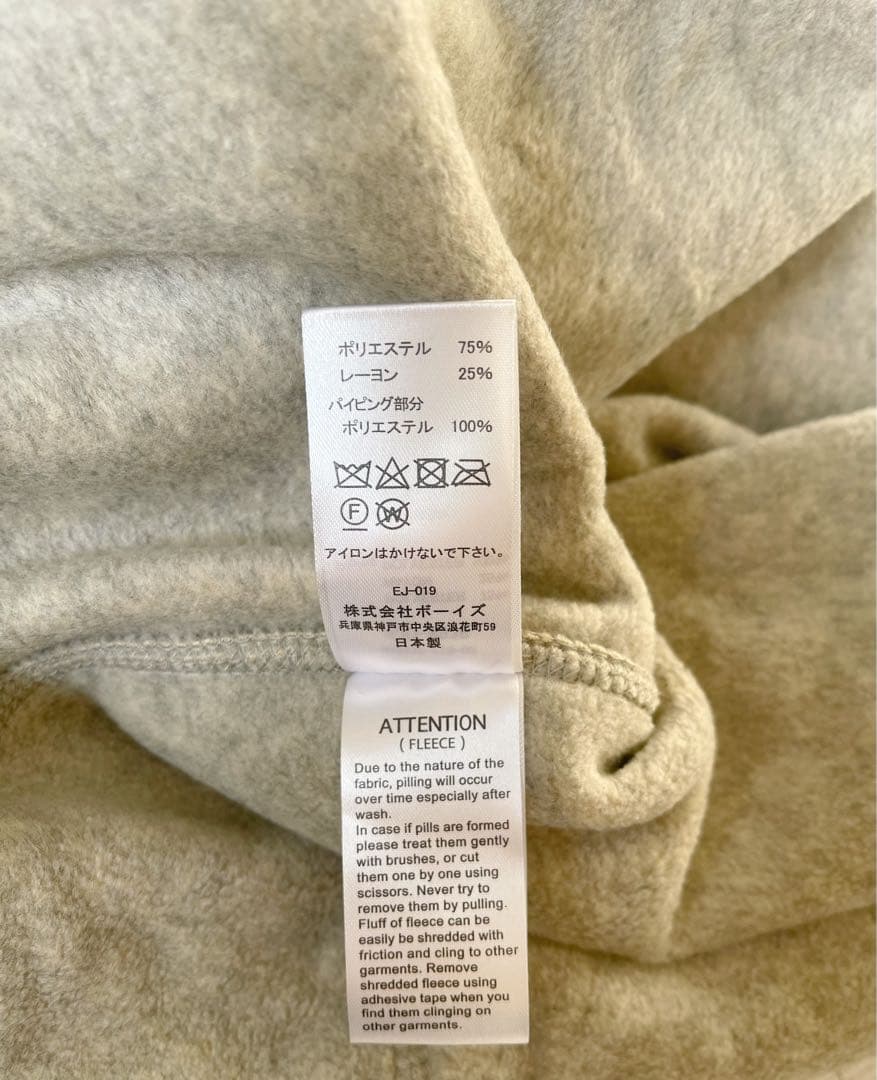 ポリエステル 75%
レーヨン 25%
パイピング部分
ポリエステル 100%
F W
アイロンはかけないで下さい。
EJ-019
株式会社ボーイズ
兵庫県神戸市中央区浪花町59
日本製
ATTENTION
( FLEECE )
Due to the nature of the
fabric, pilling will occur
over time especially after
wash.
In case if pills are formed
please treat them gently
with brushes, or cut
them one by one using
scissors. Never try to
remove them by pulling.
Fluff of fleece can be
easily be shredded with
friction and cling to other
garments. Remove
shredded fleece using
adhesive tape when you
find them clinging on
other garments.